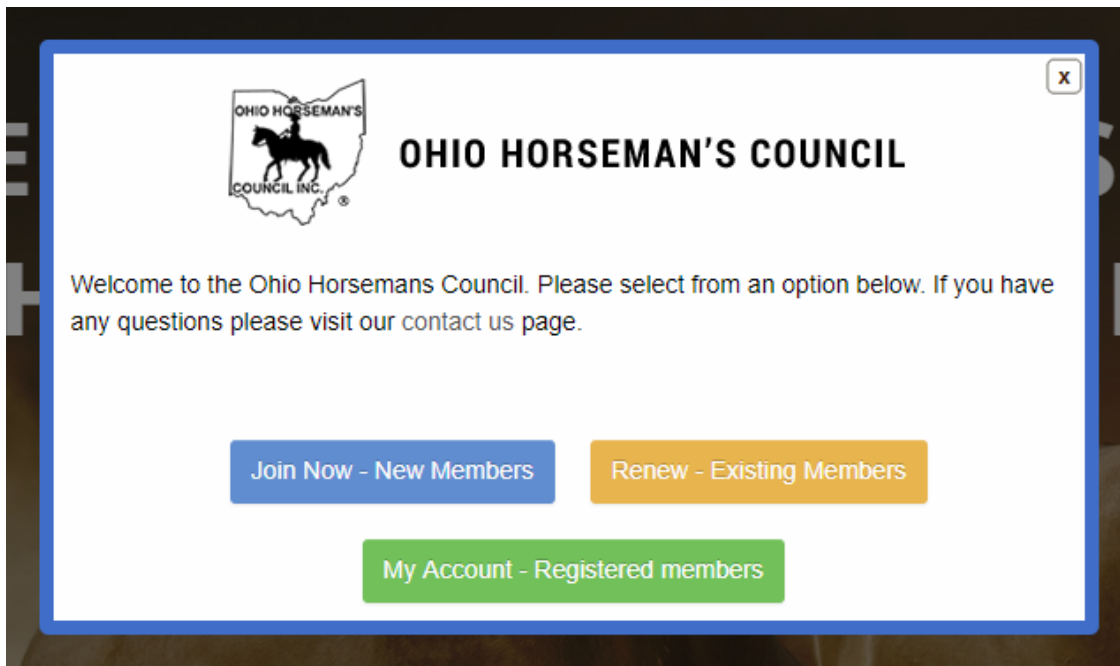 x
OHIO HORSEMAN'S
COUNCIL INC.
®
OHIO HORSEMAN'S COUNCIL
Welcome to the Ohio Horsemans Council. Please select from an option below. If you have
any questions please visit our contact us page.
Join Now - New Members
Renew - Existing Members
My Account - Registered members